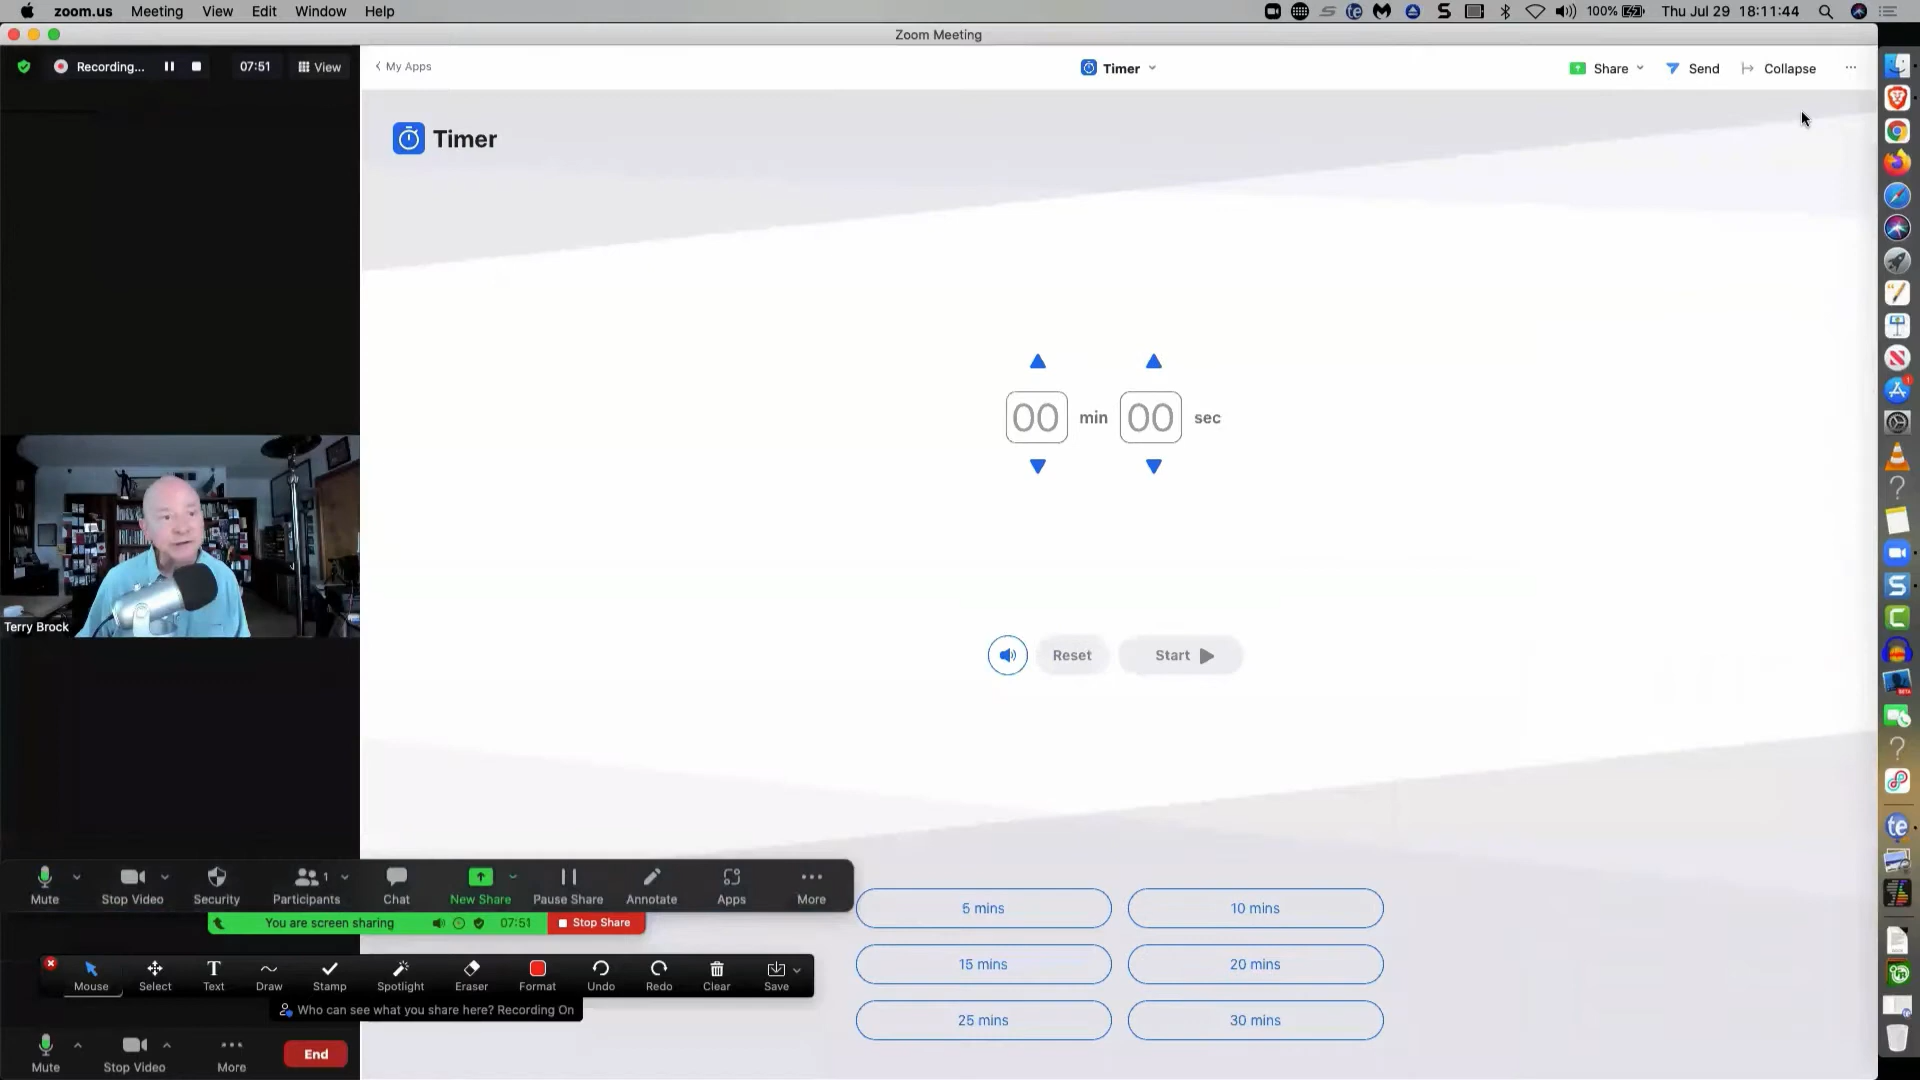 zoom.us Meeting View Edit Window Help
100% Thu Jul 29 18:11:44
Zoom Meeting
Recording... 07:51 View
My Apps
Timer
Share Send Collapse
Timer
00 min 00 sec
Terry Brock
Reset Start
Mute Stop Video Security Participants 1 Chat New Share Pause Share Annotate Apps More
You are screen sharing 07:51 Stop Share
Mouse Select Text Draw Stamp Spotlight Eraser Format Undo Redo Clear Save
Who can see what you share here? Recording On
5 mins 10 mins
15 mins 20 mins
25 mins 30 mins
Mute Stop Video More End